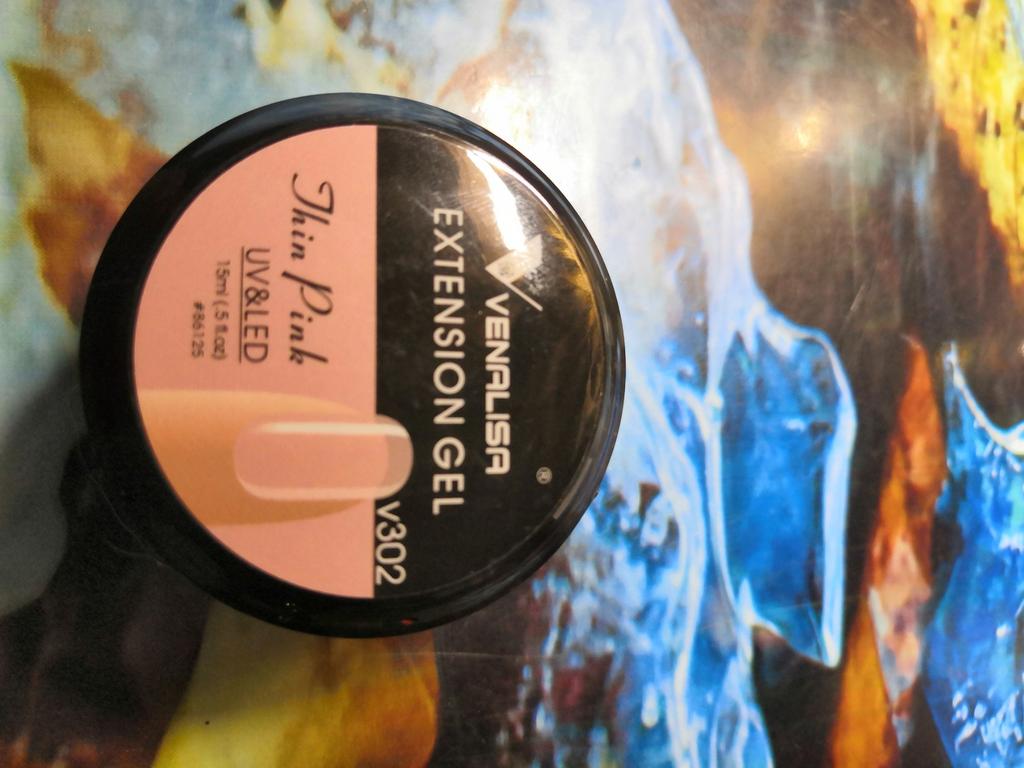 ®
VENALISA
EXTENSION GEL
V302
Thin Pink
UV&LED
15ml (.5 fl.oz)
#86125